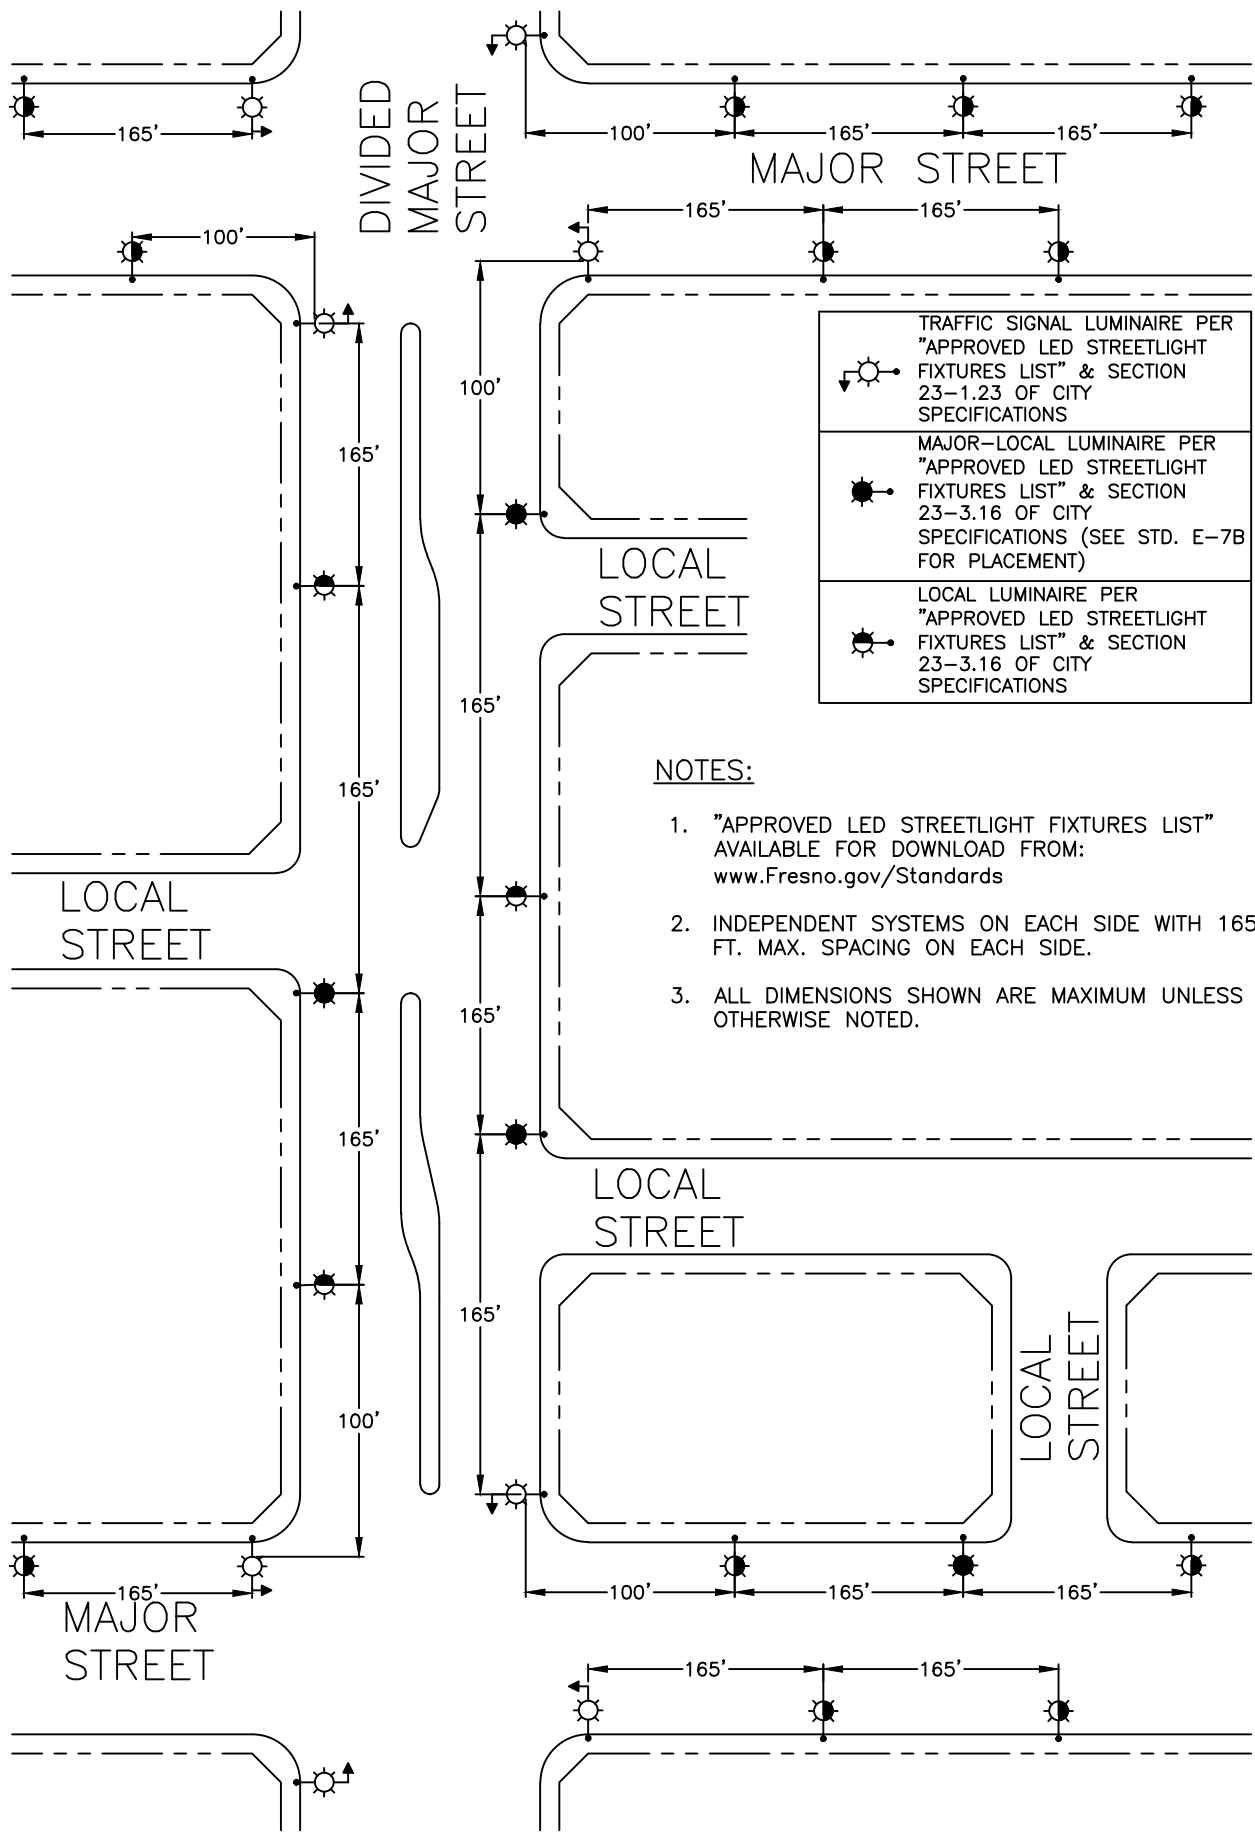 165'
100'
165'
165'
DIVIDED
MAJOR
STREET
MAJOR STREET
165'
165'
100'
165'
100'
165'
165'
165'
100'
165'
165'
165'
100'
TRAFFIC SIGNAL LUMINAIRE PER
"APPROVED LED STREETLIGHT
FIXTURES LIST" & SECTION
23-1.23 OF CITY
SPECIFICATIONS
MAJOR-LOCAL LUMINAIRE PER
"APPROVED LED STREETLIGHT
FIXTURES LIST" & SECTION
23-3.16 OF CITY
SPECIFICATIONS (SEE STD. E-7B
FOR PLACEMENT)
LOCAL LUMINAIRE PER
"APPROVED LED STREETLIGHT
FIXTURES LIST" & SECTION
23-3.16 OF CITY
SPECIFICATIONS
LOCAL
STREET
NOTES:
1. "APPROVED LED STREETLIGHT FIXTURES LIST"
AVAILABLE FOR DOWNLOAD FROM:
www.Fresno.gov/Standards
2. INDEPENDENT SYSTEMS ON EACH SIDE WITH 165
FT. MAX. SPACING ON EACH SIDE.
3. ALL DIMENSIONS SHOWN ARE MAXIMUM UNLESS
OTHERWISE NOTED.
LOCAL
STREET
LOCAL
STREET
LOCAL
STREET
165'
100'
165'
165'
MAJOR
STREET
165'
165'